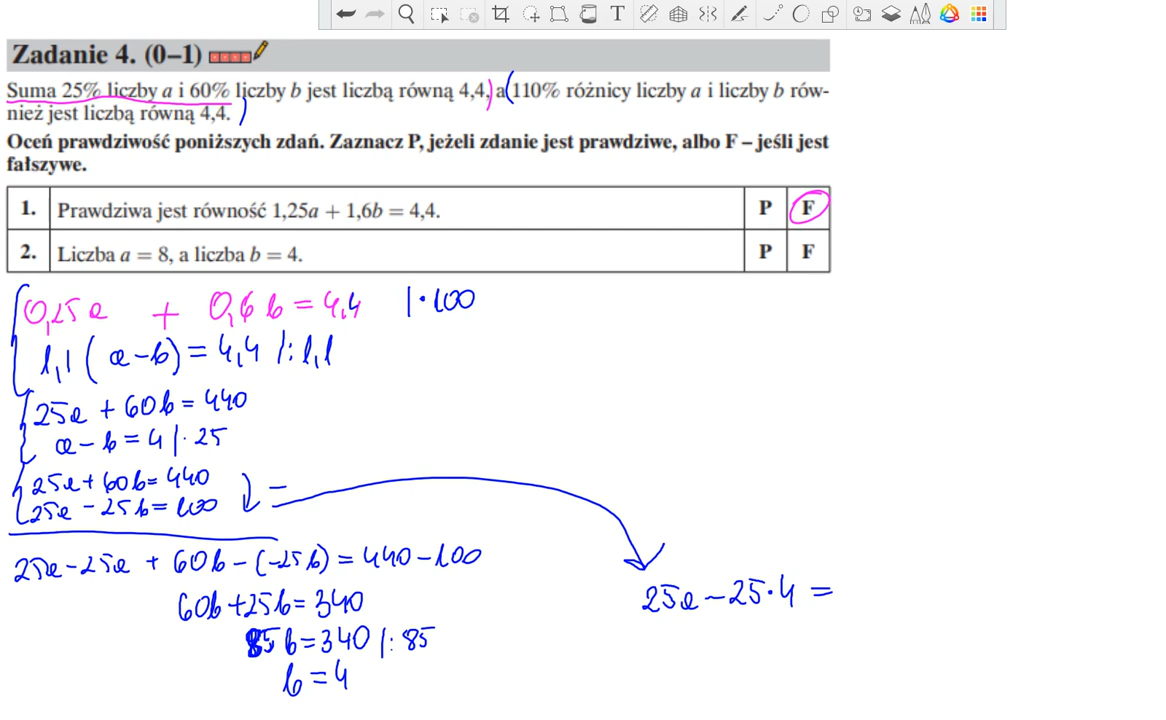 Zadanie 4. (0–1)
Suma 25% liczby a i 60% liczby b jest liczbą równą 4,4, a 110% różnicy liczby a i liczby b rów-
nież jest liczbą równą 4,4.
Oceń prawdziwość poniższych zdań. Zaznacz P, jeżeli zdanie jest prawdziwe, albo F – jeśli jest
fałszywe.
1. Prawdziwa jest równość 1,25a + 1,6b = 4,4. P F
2. Liczba a = 8, a liczba b = 4. P F
0,25a + 0,6b = 4,4 |·100
1,1(a-b) = 4,4 /:1,1
25a + 60b = 440
a - b = 4 |·25
25a + 60b = 440
25a - 25b = 100
25a - 25a + 60b - (-25b) = 440 - 100
60b + 25b = 340
25a - 25·4 =
85b = 340 |:85
b = 4